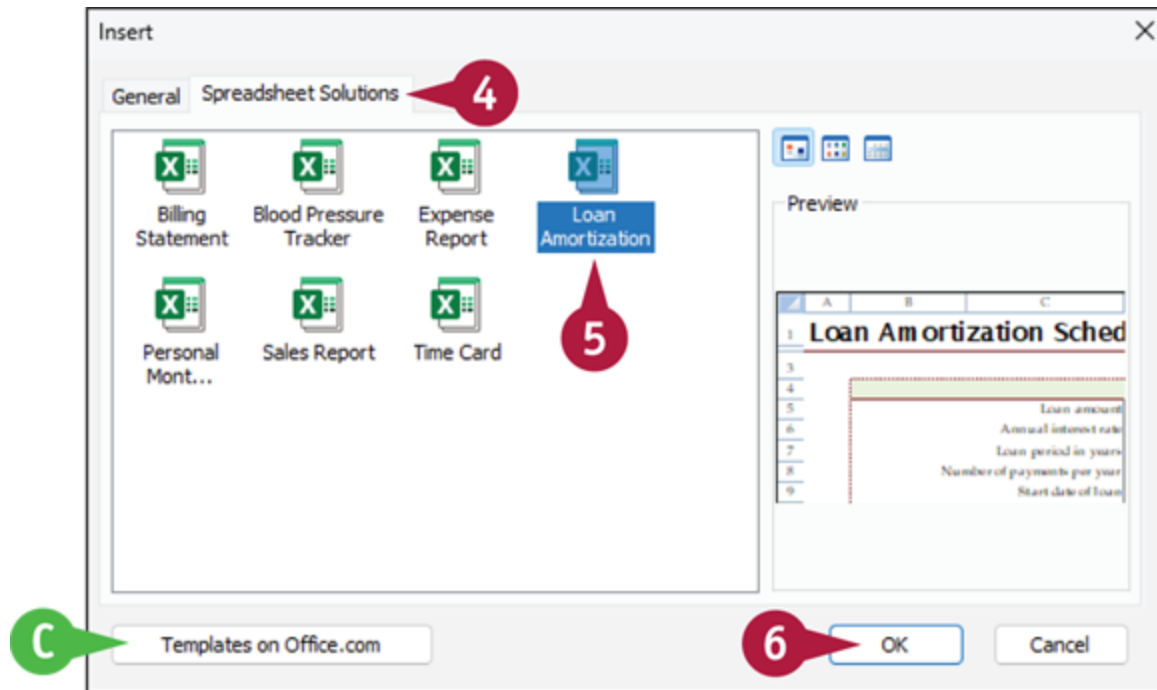 Insert
General Spreadsheet Solutions 4
Billing
Statement
Blood Pressure
Tracker
Expense
Report
Loan
Amortization
5
Personal
Mont...
Sales Report
Time Card
Preview
A B C
1 Loan Amortization Sched
3
4
5 Loan amount
6 Annual interest rate
7 Loan period in years
8 Number of payments per year
9 Start date of loan
C Templates on Office.com
6 OK Cancel